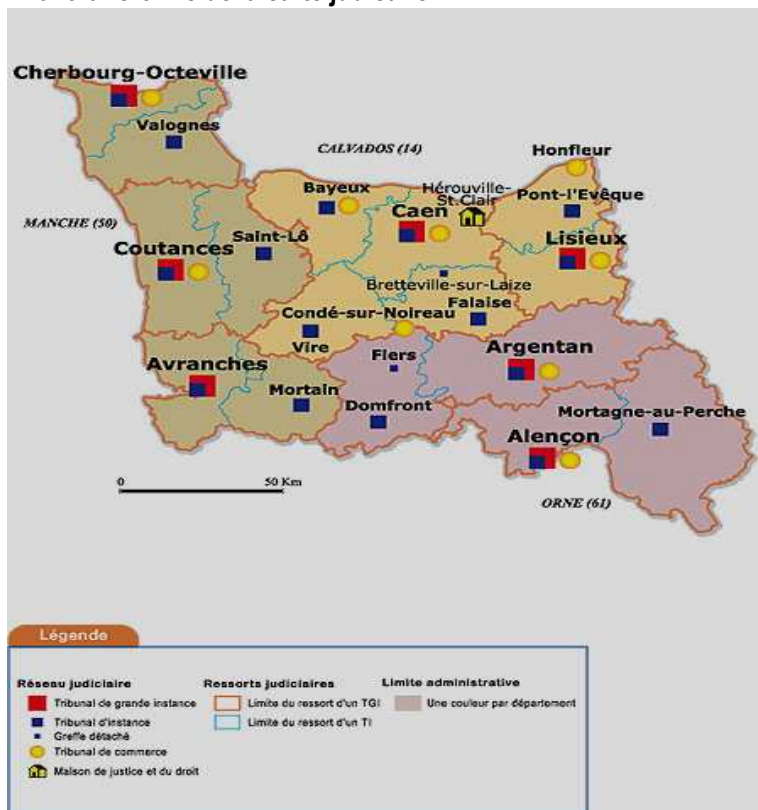 Cherbourg-Octeville
Valognes
CALVADOS (14)
Honfleur
Bayeux
Hérouville-
St.Clair
Pont-l'Evêque
MANCHE (50)
Caen
Saint-Lô
Coutances
Lisieux
Bretteville-sur-Laize
Condé-sur-Noireau
Falaise
Vire
Avranches
Flers
Argentan
Mortain
Domfront
Mortagne-au-Perche
Alençon
0 50 Km
ORNE (61)
Légende
Réseau judiciaire
Tribunal de grande instance
Tribunal d'instance
Greffe détaché
Tribunal de commerce
Maison de justice et du droit
Ressorts judiciaires
Limite du ressort d'un TGI
Limite du ressort d'un TI
Limite administrative
Une couleur par département